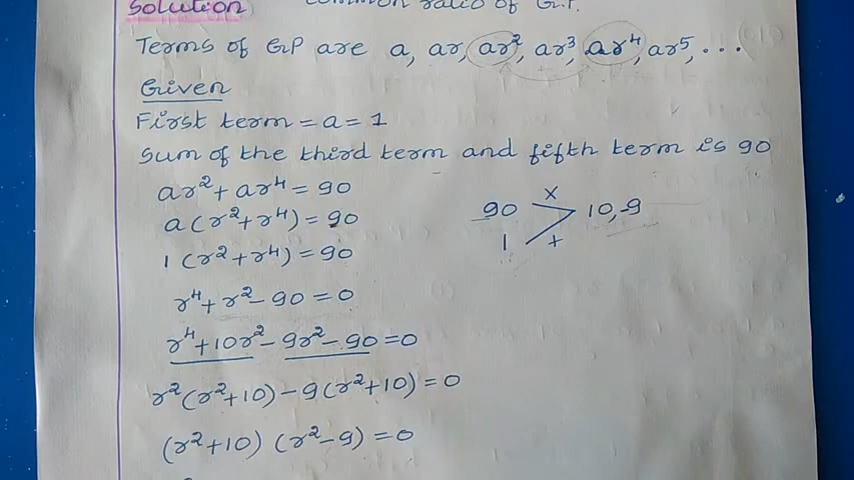 Solution common ratio of G.P.
Terms of GP are a, ar, ar², ar³, ar⁴, ar⁵, ...
Given
First term = a = 1
Sum of the third term and fifth term is 90
ar² + ar⁴ = 90
a(r² + r⁴) = 90
1(r² + r⁴) = 90
r⁴ + r² - 90 = 0
r⁴ + 10r² - 9r² - 90 = 0
r²(r² + 10) - 9(r² + 10) = 0
(r² + 10) (r² - 9) = 0
x
90 10, -9
1 +